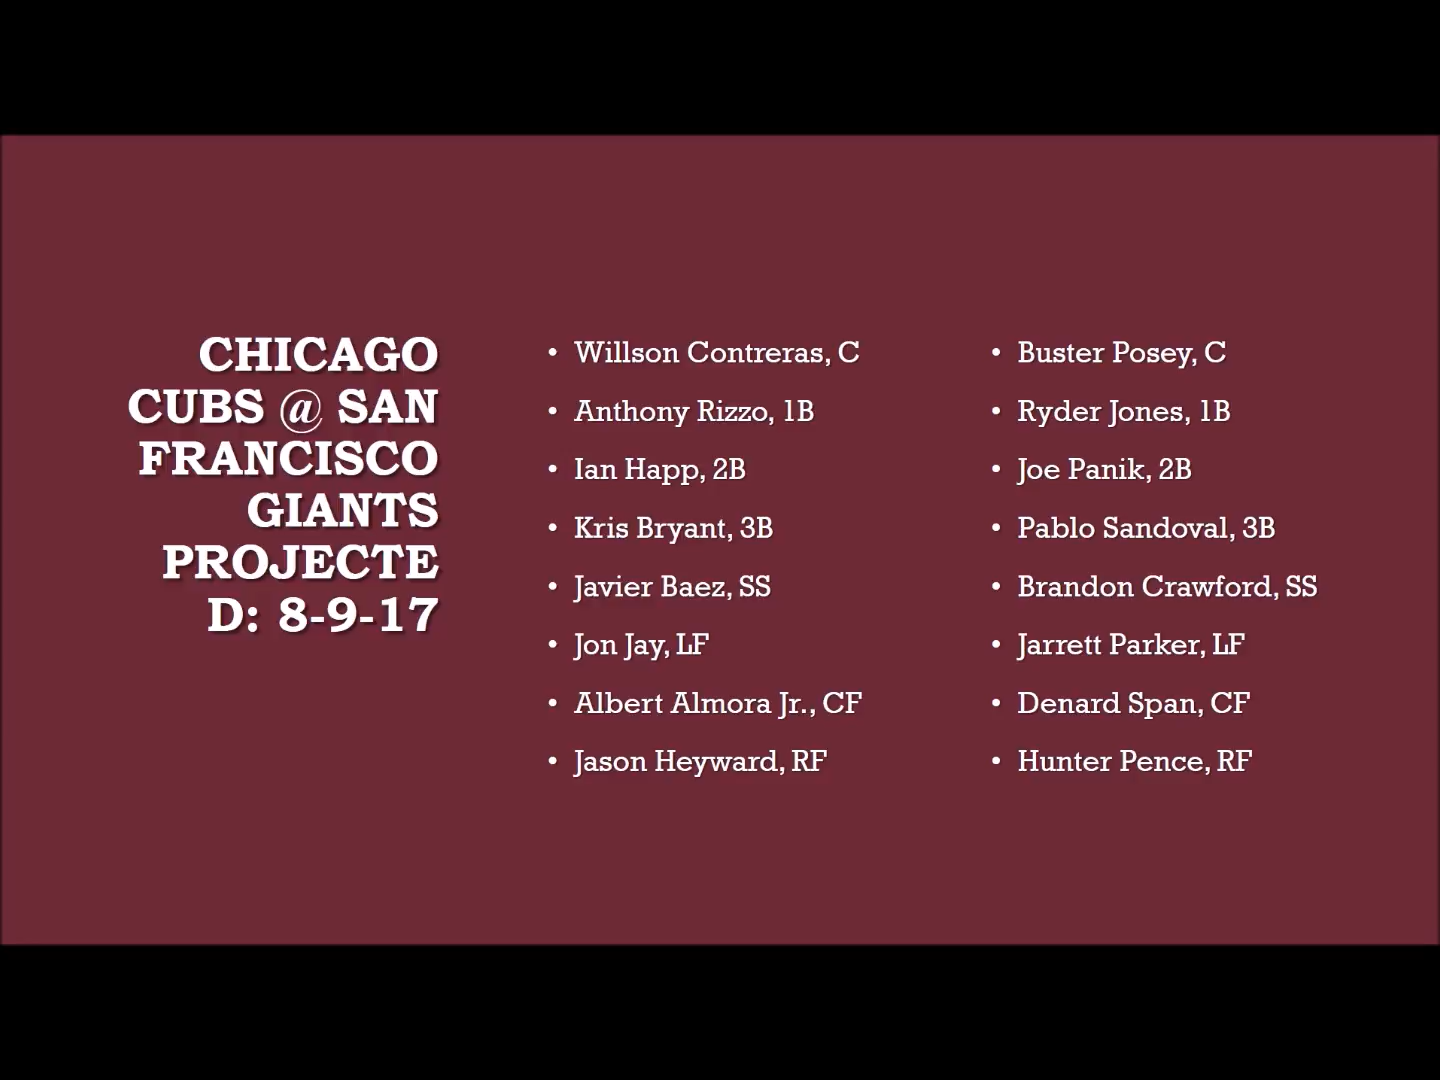 CHICAGO
CUBS @ SAN
FRANCISCO
GIANTS
PROJECTE
D: 8-9-17
• Willson Contreras, C
• Anthony Rizzo, 1B
• Ian Happ, 2B
• Kris Bryant, 3B
• Javier Baez, SS
• Jon Jay, LF
• Albert Almora Jr., CF
• Jason Heyward, RF
• Buster Posey, C
• Ryder Jones, 1B
• Joe Panik, 2B
• Pablo Sandoval, 3B
• Brandon Crawford, SS
• Jarrett Parker, LF
• Denard Span, CF
• Hunter Pence, RF